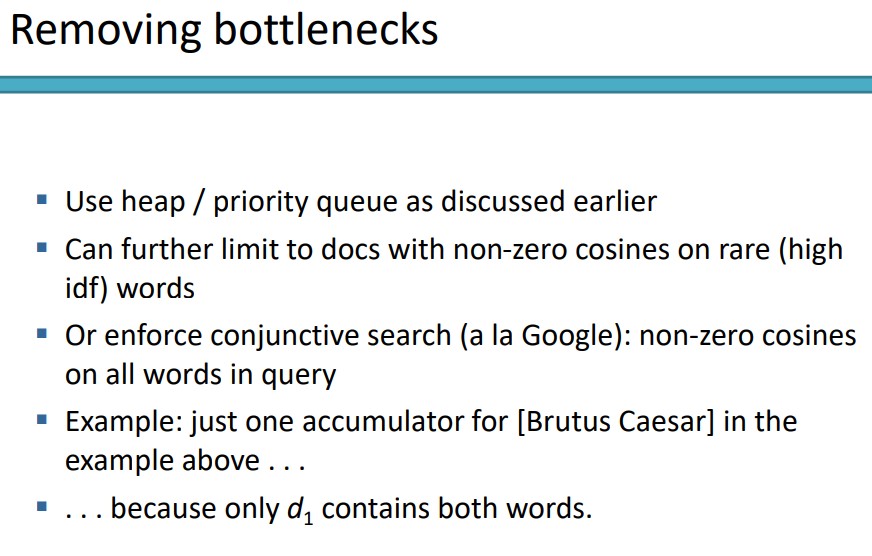 Removing bottlenecks
▪ Use heap / priority queue as discussed earlier
▪ Can further limit to docs with non-zero cosines on rare (high
idf) words
▪ Or enforce conjunctive search (a la Google): non-zero cosines
on all words in query
▪ Example: just one accumulator for [Brutus Caesar] in the
example above . . .
▪ . . . because only d₁ contains both words.